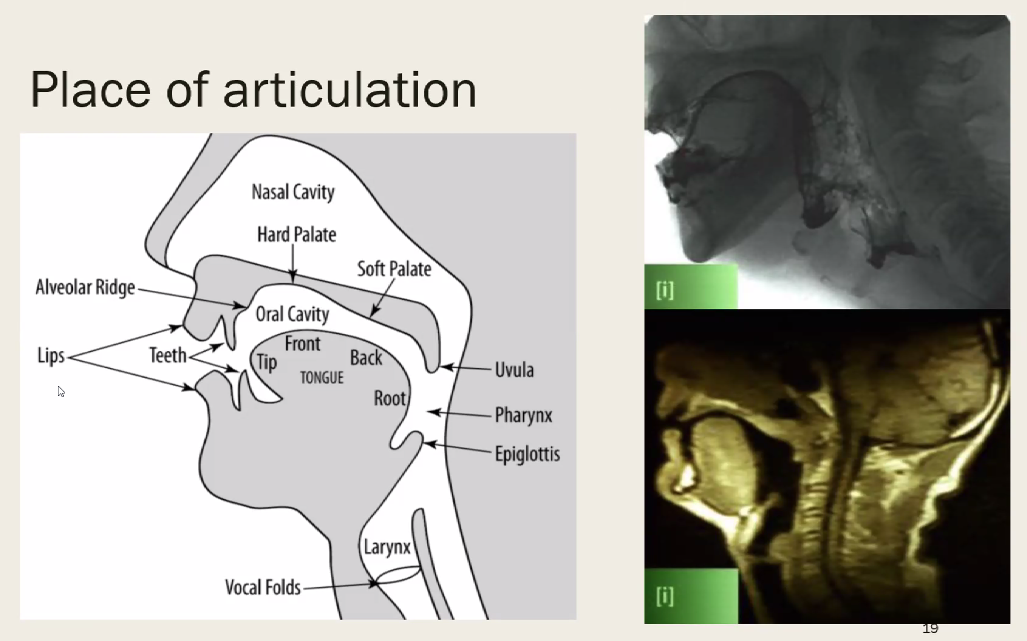 Place of articulation
Nasal Cavity
Hard Palate
Soft Palate
Alveolar Ridge
Oral Cavity
Lips
Teeth
Front
Tip
Back
TONGUE
Root
Uvula
Pharynx
Epiglottis
Larynx
Vocal Folds
[i]
[i]
19